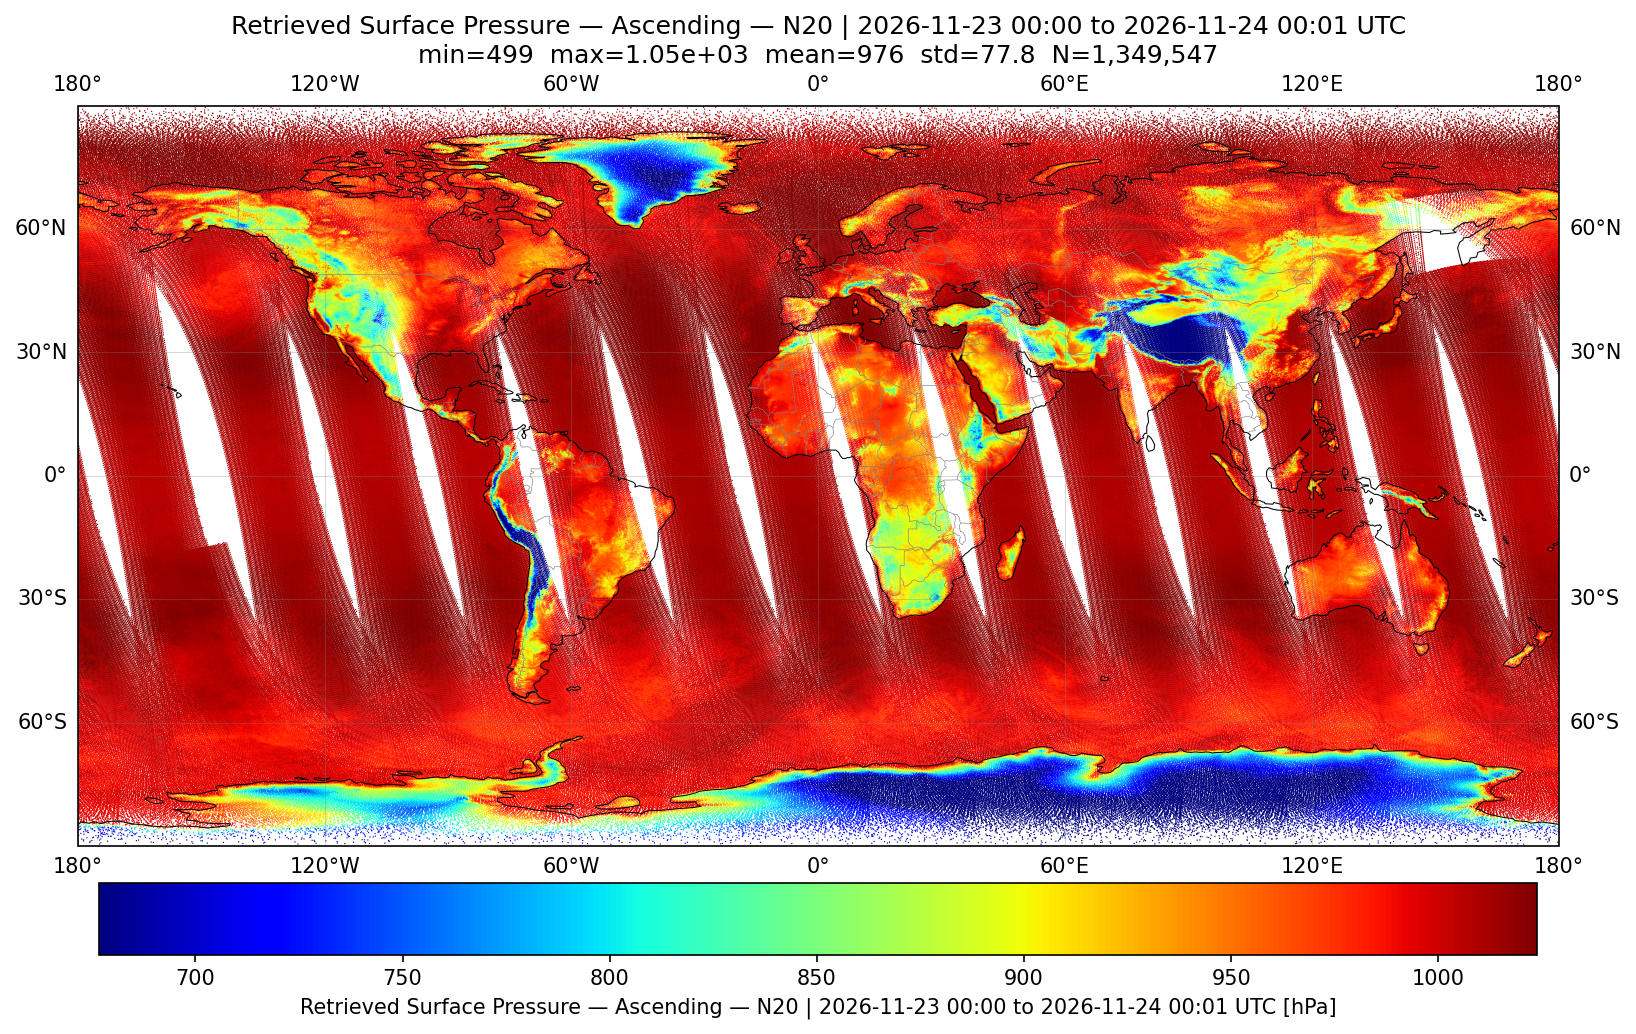 Retrieved Surface Pressure — Ascending — N20 | 2026-11-23 00:00 to 2026-11-24 00:01 UTC
min=499 max=1.05e+03 mean=976 std=77.8 N=1,349,547
180° 120°W 60°W 0° 60°E 120°E 180°
60°N 60°N
30°N 30°N
0° 0°
30°S 30°S
60°S 60°S
180° 120°W 60°W 0° 60°E 120°E 180°
700 750 800 850 900 950 1000
Retrieved Surface Pressure — Ascending — N20 | 2026-11-23 00:00 to 2026-11-24 00:01 UTC [hPa]